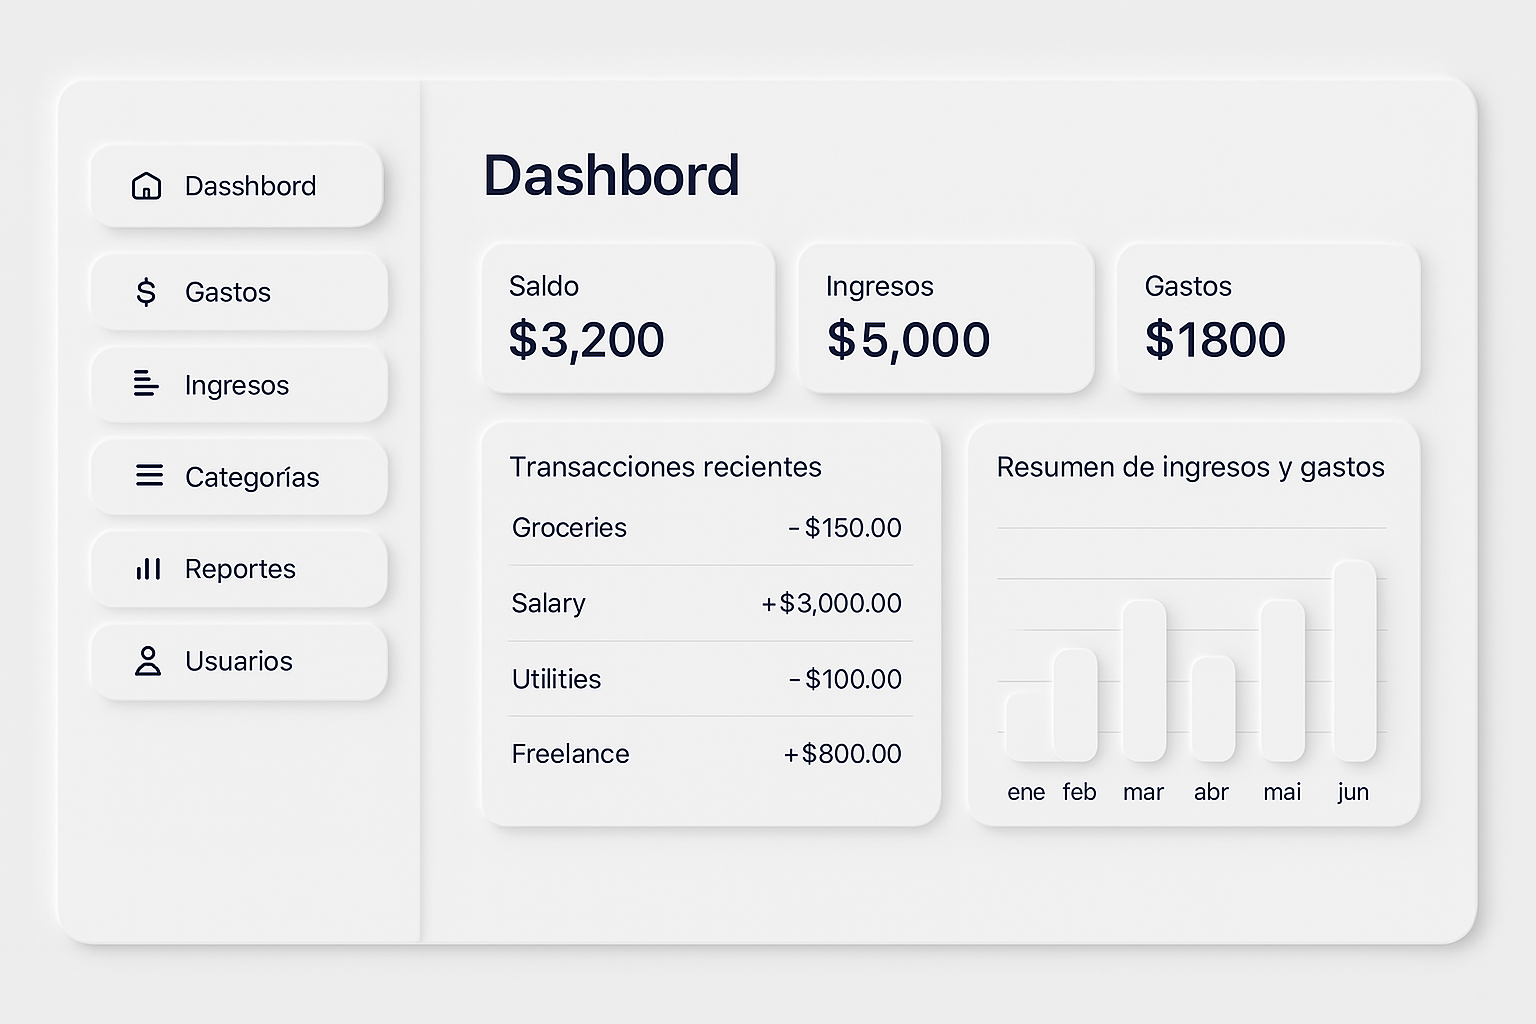 Dasshbord
Gastos
Ingresos
Categorías
Reportes
Usuarios
Dashbord
Saldo
$3,200
Ingresos
$5,000
Gastos
$1800
Transacciones recientes
Groceries -$150.00
Salary +$3,000.00
Utilities -$100.00
Freelance +$800.00
Resumen de ingresos y gastos
ene feb mar abr mai jun